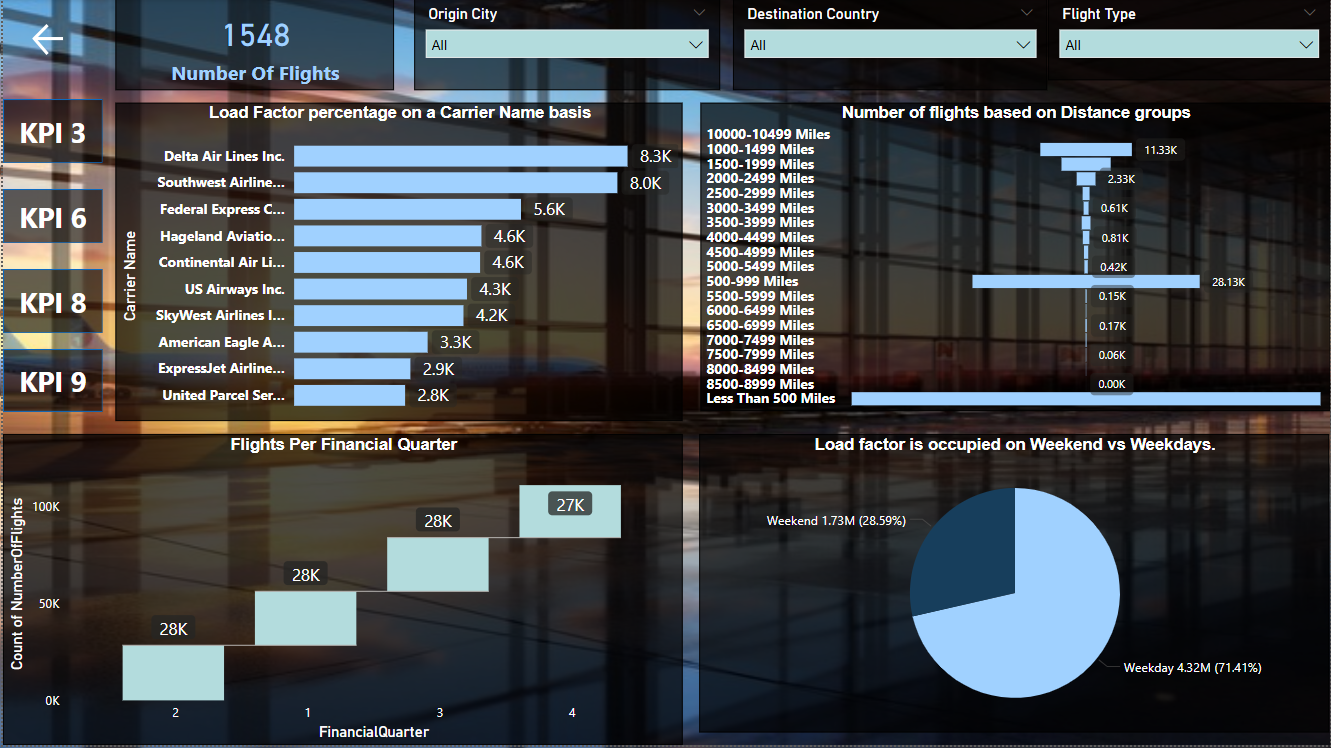 1548
Number Of Flights
Origin City
All
Destination Country
All
Flight Type
All
KPI 3
KPI 6
KPI 8
KPI 9
Load Factor percentage on a Carrier Name basis
Carrier Name
Delta Air Lines Inc. 8.3K
Southwest Airline... 8.0K
Federal Express C... 5.6K
Hageland Aviatio... 4.6K
Continental Air Li... 4.6K
US Airways Inc. 4.3K
SkyWest Airlines I... 4.2K
American Eagle A... 3.3K
ExpressJet Airline... 2.9K
United Parcel Ser... 2.8K
Number of flights based on Distance groups
10000-10499 Miles
1000-1499 Miles 11.33K
1500-1999 Miles
2000-2499 Miles 2.33K
2500-2999 Miles
3000-3499 Miles 0.61K
3500-3999 Miles
4000-4499 Miles 0.81K
4500-4999 Miles
5000-5499 Miles 0.42K
500-999 Miles 28.13K
5500-5999 Miles 0.15K
6000-6499 Miles
6500-6999 Miles 0.17K
7000-7499 Miles
7500-7999 Miles 0.06K
8000-8499 Miles
8500-8999 Miles 0.00K
Less Than 500 Miles
Flights Per Financial Quarter
Count of NumberOfFlights
100K
50K
0K
28K
28K
28K
27K
2 1 3 4
FinancialQuarter
Load factor is occupied on Weekend vs Weekdays.
Weekend 1.73M (28.59%)
Weekday 4.32M (71.41%)